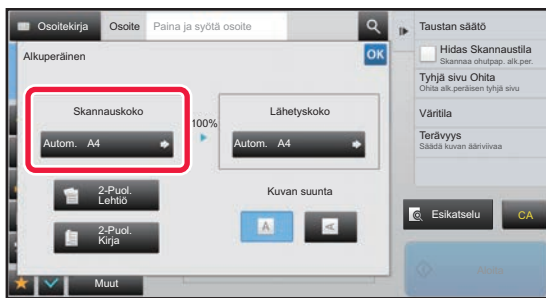 Osoitekirja
Osoite
Paina ja syötä osoite
Alkuperäinen
OK
Skannauskoko
Autom. A4
100%
Lähetyskoko
Autom. A4
2-Puol.
Lehtiö
2-Puol.
Kirja
Kuvan suunta
A
A
Muut
Taustan säätö
Hidas Skannaustila
Skannaa ohutpap. alk.per.
Tyhjä sivu Ohita
Ohita alk.peräisen tyhjä sivu
Väritila
Terävyys
Säädä kuvan ääriviivaa
Esikatselu
CA